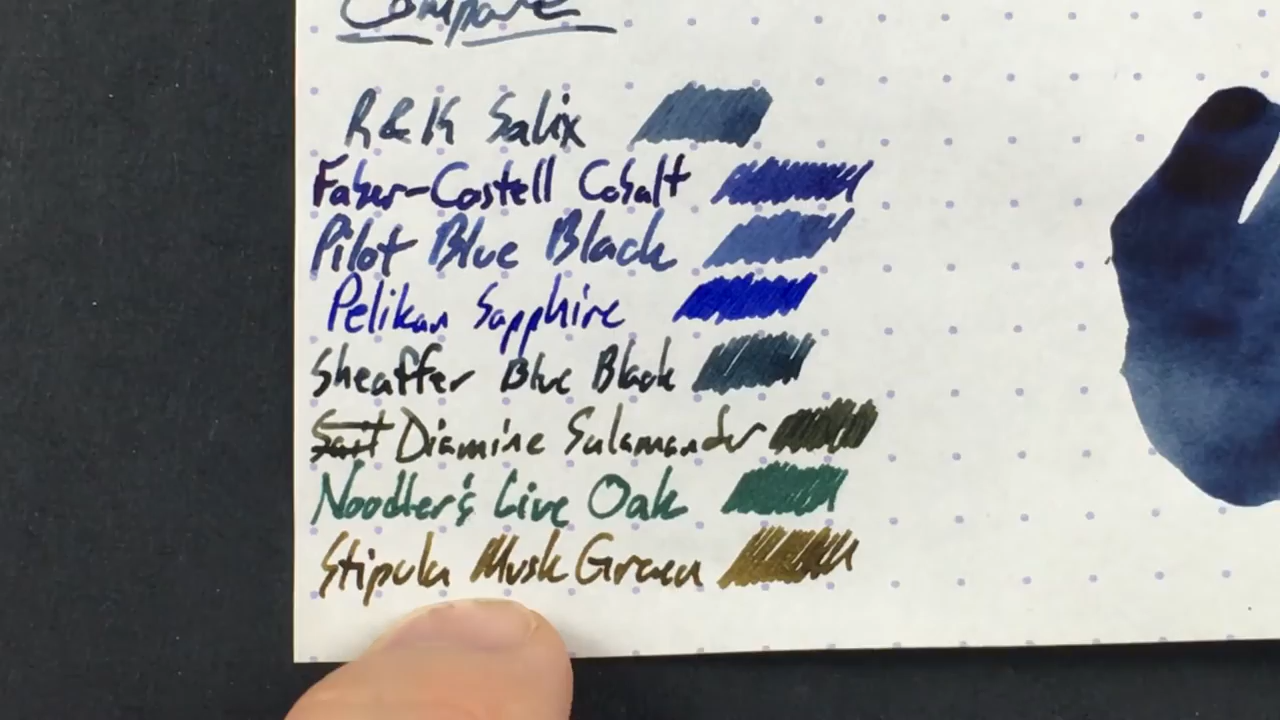 Compare
R&K Salix
Faber-Castell Cobalt
Pilot Blue Black
Pelikan Sapphire
Sheaffer Blue Black
Sait Diamine Salamander
Noodler's Live Oak
Stipula Musk Green